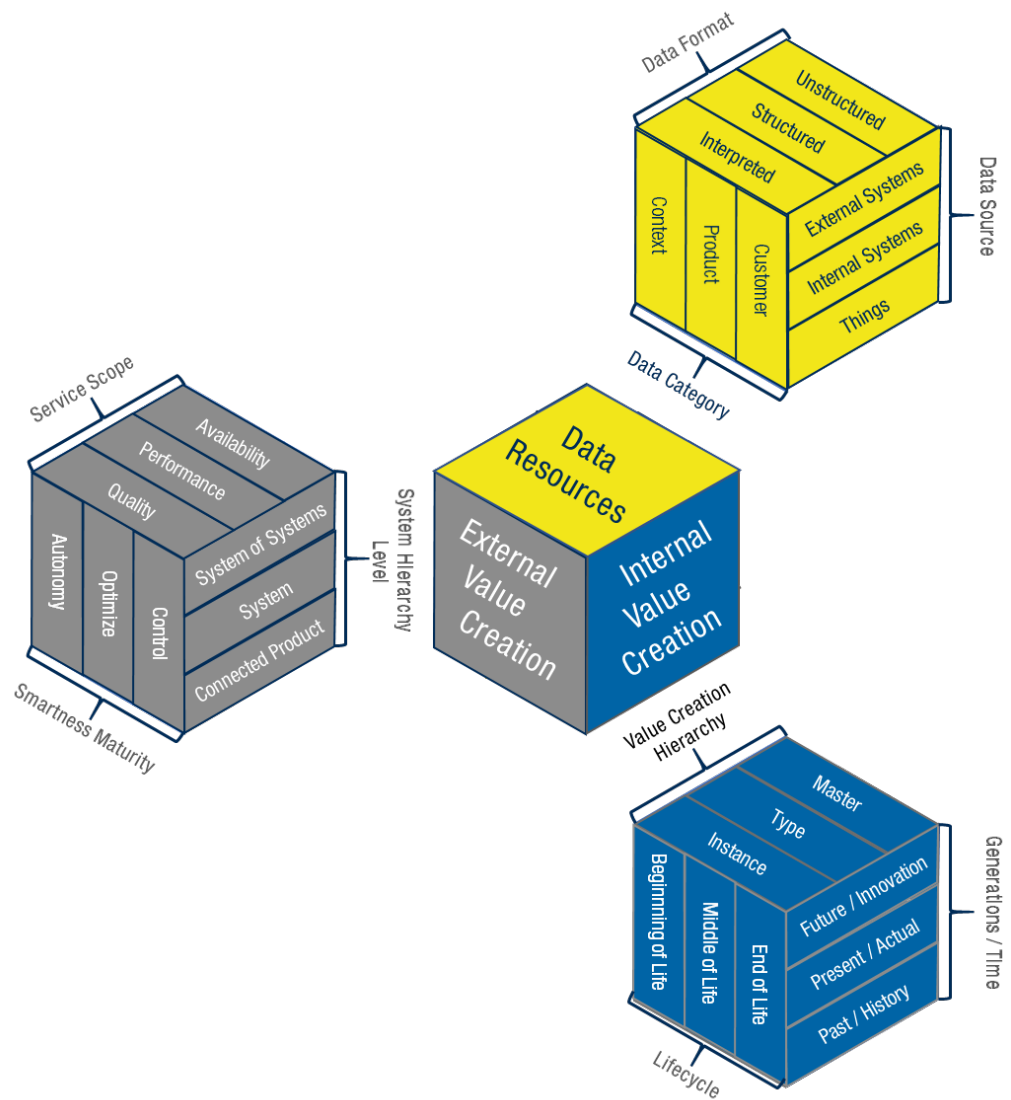 Data Format
Unstructured
Structured
Interpreted
Context
Product
Customer
External Systems
Internal Systems
Things
Data Source
Data Category
Service Scope
Availability
Performance
Quality
Autonomy
Optimize
Control
System of Systems
System
Connected Product
System Hierarchy
Level
Smartness Maturity
Data
Resources
External
Value
Creation
Internal
Value
Creation
Value Creation
Hierarchy
Master
Type
Instance
Beginnning of Life
Middle of Life
End of Life
Future / Innovation
Present / Actual
Past / History
Generations / Time
Lifecycle